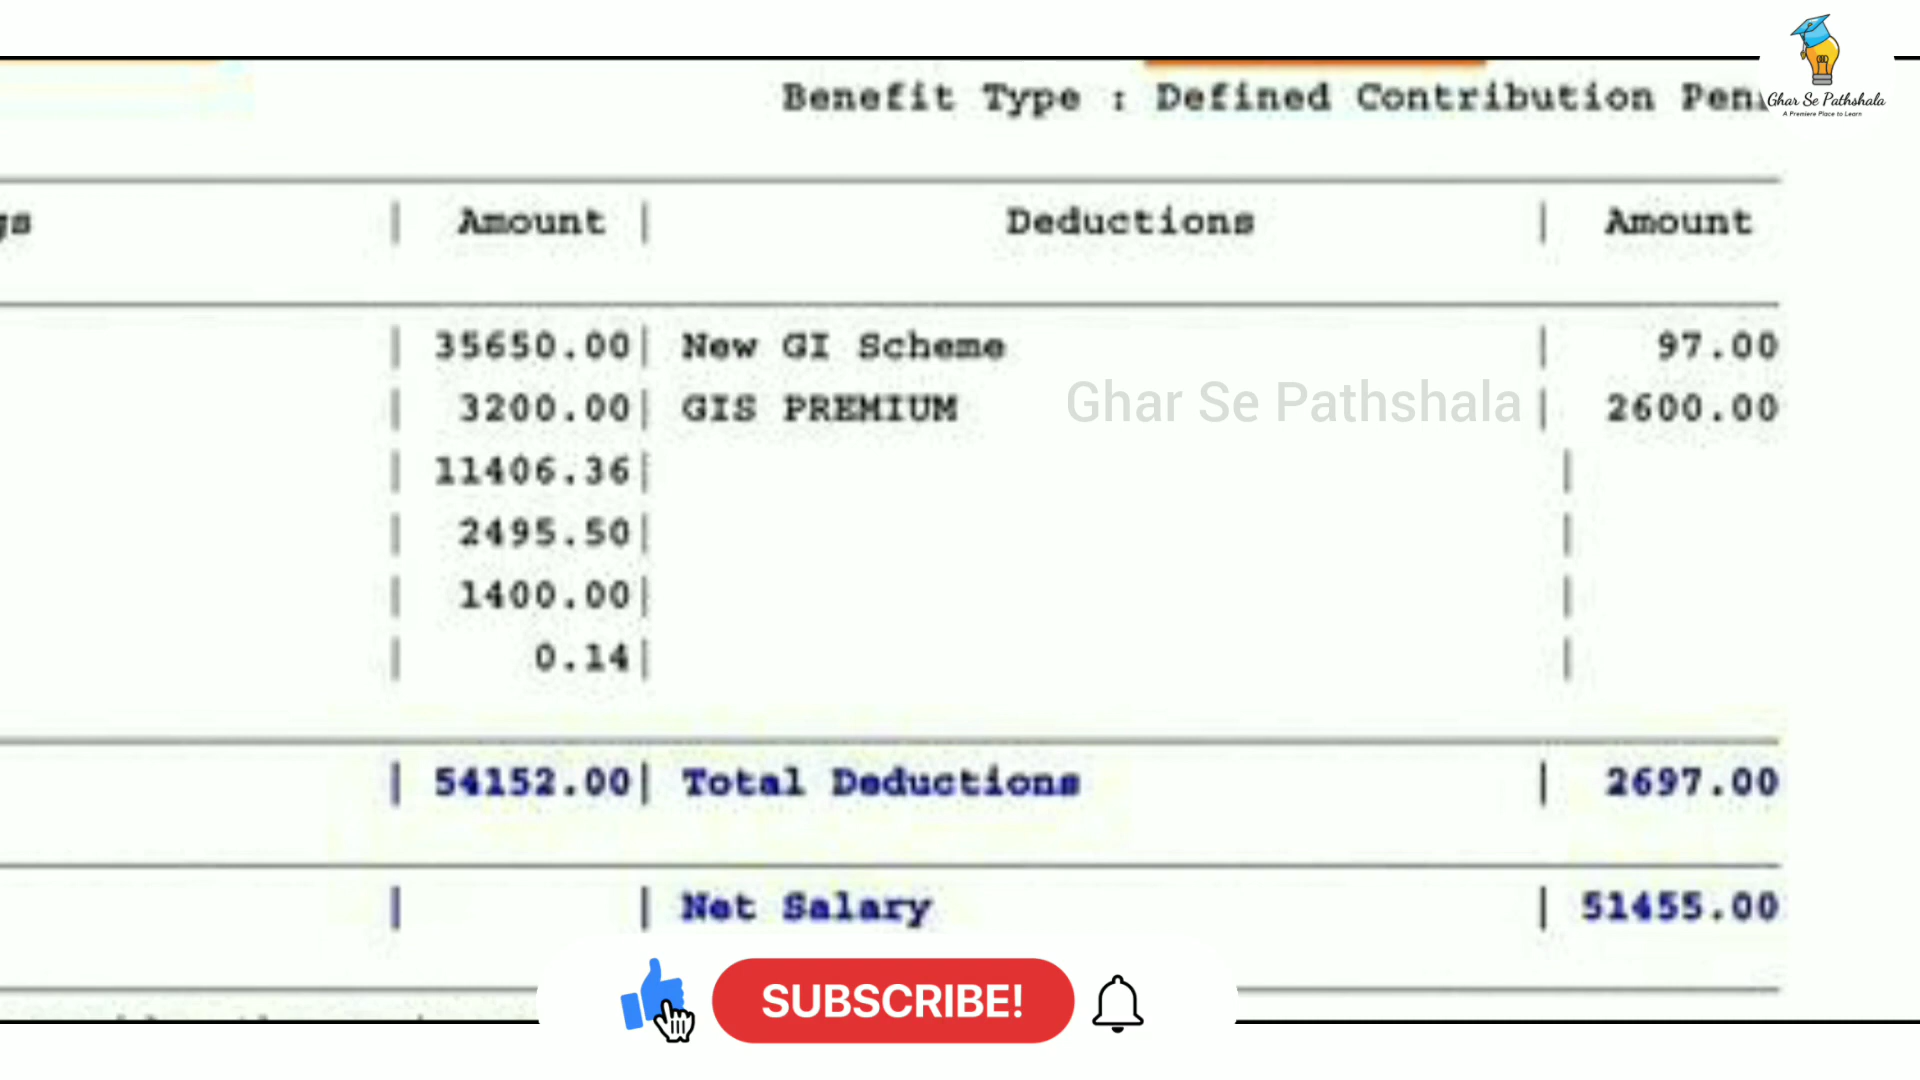 Benefit Type : Defined Contribution Pen
Ghar Se Pathshala
A Premiere Place to Learn
gs | Amount | Deductions | Amount
| 35650.00| New GI Scheme | 97.00
| 3200.00| GIS PREMIUM | 2600.00
Ghar Se Pathshala
| 11406.36| |
| 2495.50| |
| 1400.00| |
| 0.14| |
| 54152.00| Total Deductions | 2697.00
| | Net Salary | 51455.00
SUBSCRIBE!